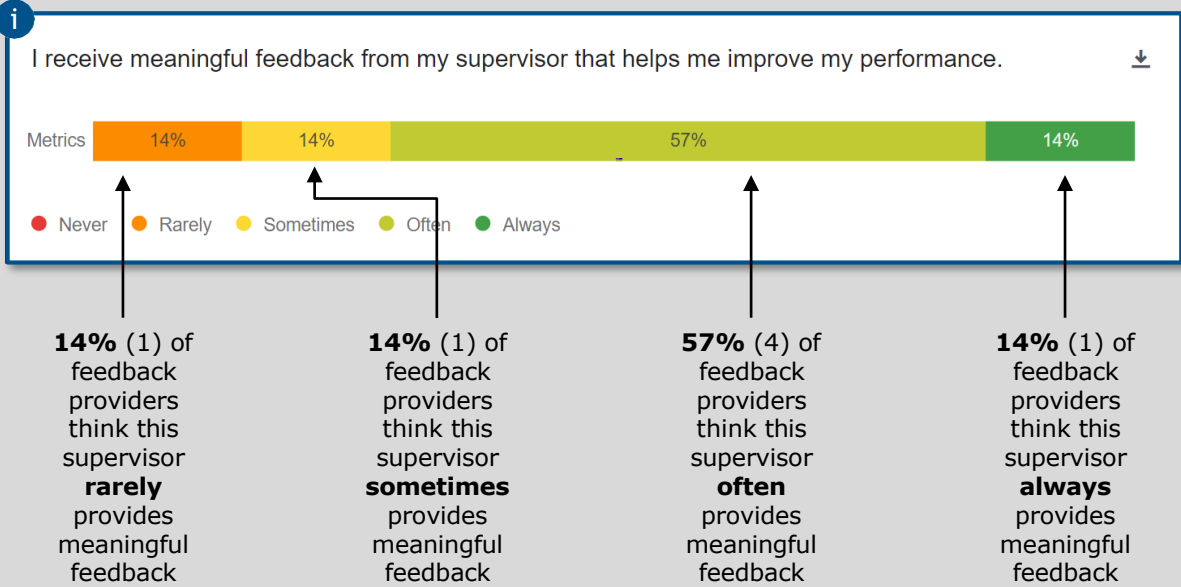 i
I receive meaningful feedback from my supervisor that helps me improve my performance.
Metrics 14% 14% 57% 14%
Never Rarely Sometimes Often Always
14% (1) of
feedback
providers
think this
supervisor
rarely
provides
meaningful
feedback
14% (1) of
feedback
providers
think this
supervisor
sometimes
provides
meaningful
feedback
57% (4) of
feedback
providers
think this
supervisor
often
provides
meaningful
feedback
14% (1) of
feedback
providers
think this
supervisor
always
provides
meaningful
feedback